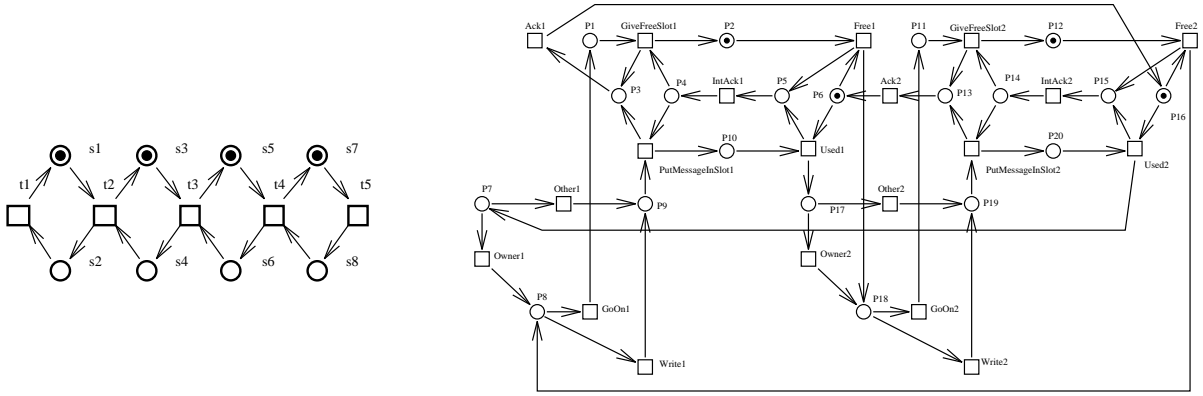 Ack1 P1 GiveFreeSlot1 P2 Free1 P11 GiveFreeSlot2 P12 Free2
P3 P4 IntAck1 P5 P6 Ack2 P13 P14 IntAck2 P15 P16
P10 Used1 P20 Used2
PutMessageInSlot1 PutMessageInSlot2
s1 s3 s5 s7
t1 t2 t3 t4 t5
s2 s4 s6 s8
P7 Other1 P9 P17 Other2 P19
Owner1 Owner2
P8 GoOn1 P18 GoOn2
Write1 Write2